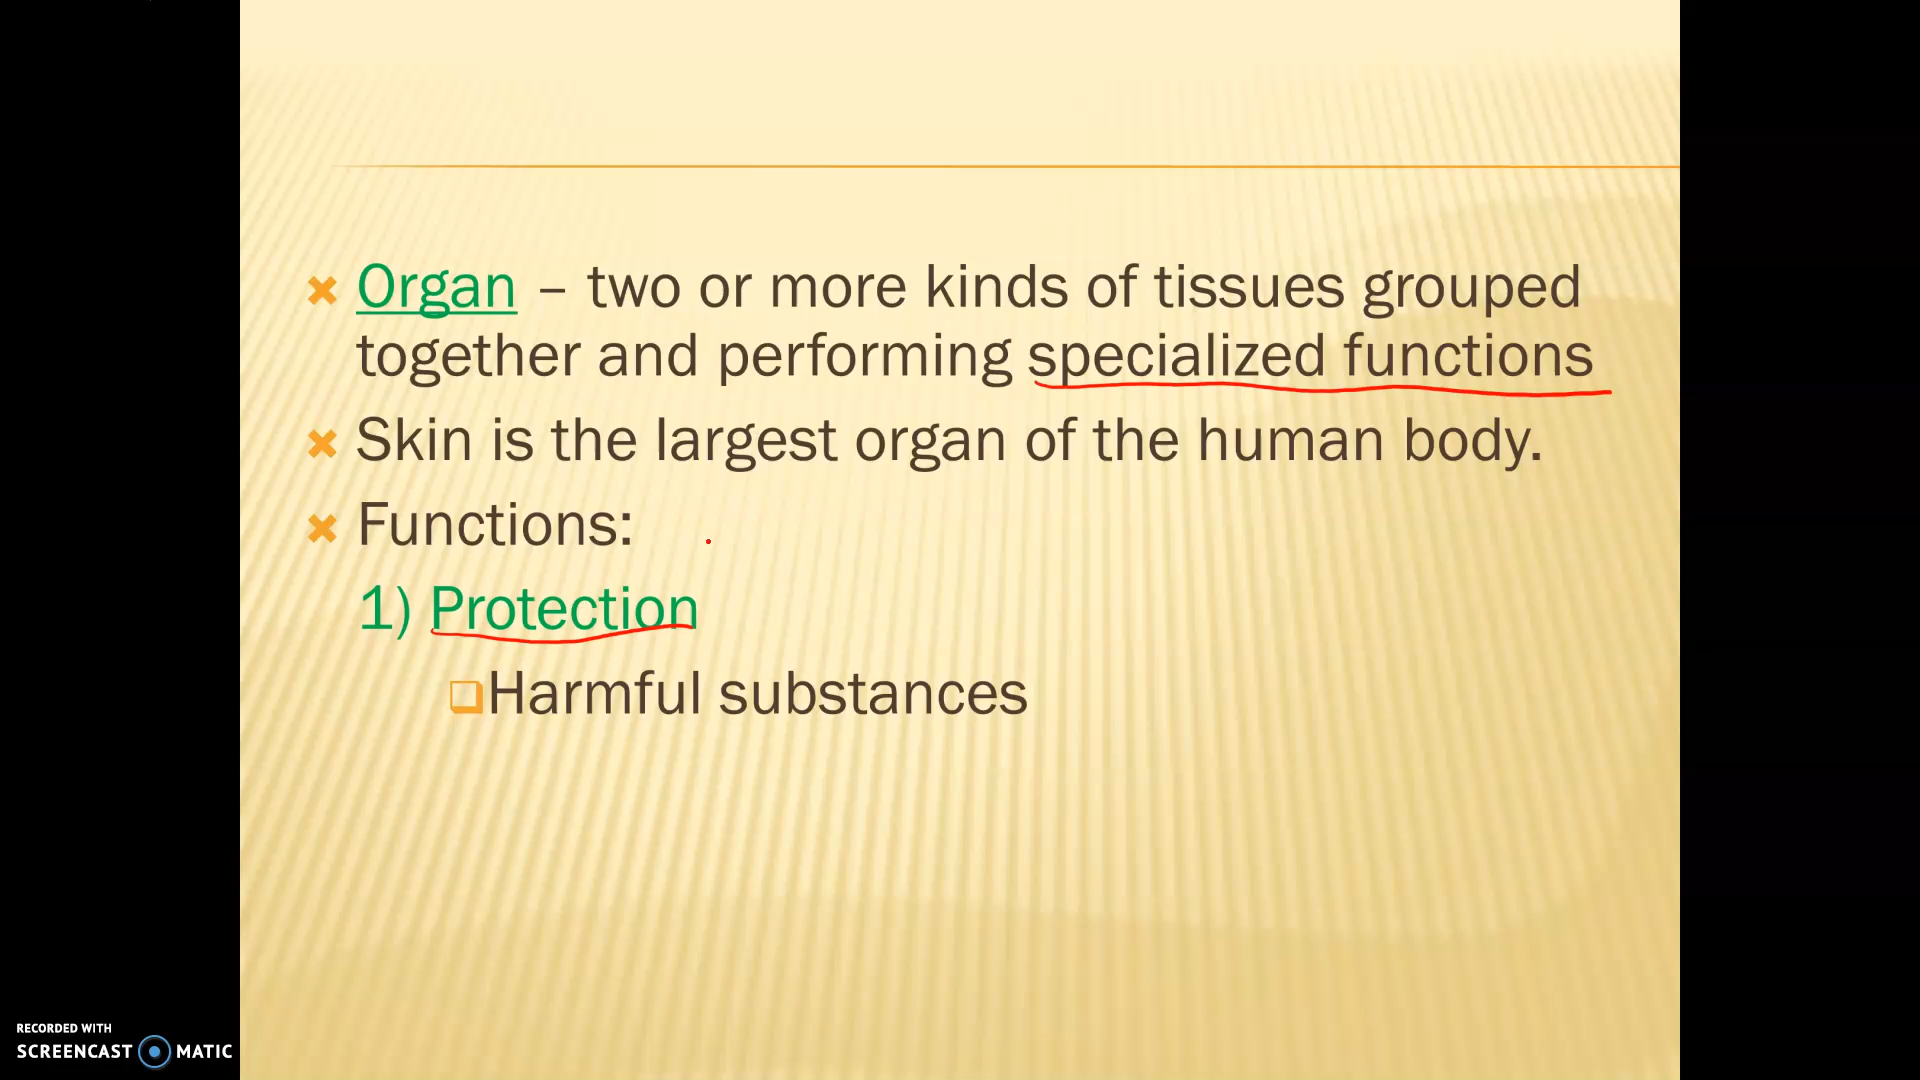 Organ – two or more kinds of tissues grouped
together and performing specialized functions
Skin is the largest organ of the human body.
Functions:
1) Protection
Harmful substances
RECORDED WITH
SCREENCAST MATIC